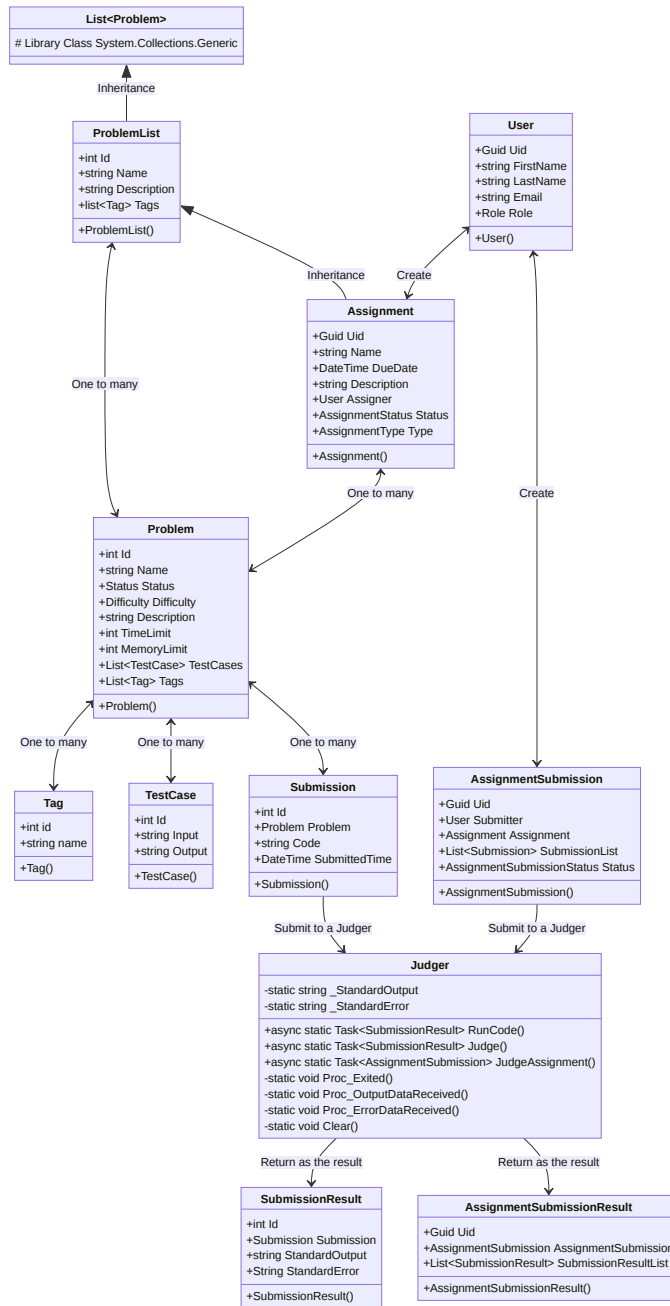 List<Problem>
# Library Class System.Collections.Generic
Inheritance
ProblemList
+int Id
+string Name
+string Description
+list<Tag> Tags
+ProblemList()
User
+Guid Uid
+string FirstName
+string LastName
+string Email
+Role Role
+User()
Inheritance
Create
Assignment
+Guid Uid
+string Name
+DateTime DueDate
+string Description
+User Assigner
+AssignmentStatus Status
+AssignmentType Type
+Assignment()
One to many
One to many
Create
Problem
+int Id
+string Name
+Status Status
+Difficulty Difficulty
+string Description
+int TimeLimit
+int MemoryLimit
+List<TestCase> TestCases
+List<Tag> Tags
+Problem()
One to many
One to many
One to many
Tag
+int id
+string name
+Tag()
TestCase
+int Id
+string Input
+string Output
+TestCase()
Submission
+int Id
+Problem Problem
+string Code
+DateTime SubmittedTime
+Submission()
AssignmentSubmission
+Guid Uid
+User Submitter
+Assignment Assignment
+List<Submission> SubmissionList
+AssignmentSubmissionStatus Status
+AssignmentSubmission()
Submit to a Judger
Submit to a Judger
Judger
-static string _StandardOutput
-static string _StandardError
+async static Task<SubmissionResult> RunCode()
+async static Task<SubmissionResult> Judge()
+async static Task<AssignmentSubmission> JudgeAssignment()
-static void Proc_Exited()
-static void Proc_OutputDataReceived()
-static void Proc_ErrorDataReceived()
-static void Clear()
Return as the result
Return as the result
SubmissionResult
+int Id
+Submission Submission
+string StandardOutput
+String StandardError
+SubmissionResult()
AssignmentSubmissionResult
+Guid Uid
+AssignmentSubmission AssignmentSubmission
+List<SubmissionResult> SubmissionResultList
+AssignmentSubmissionResult()